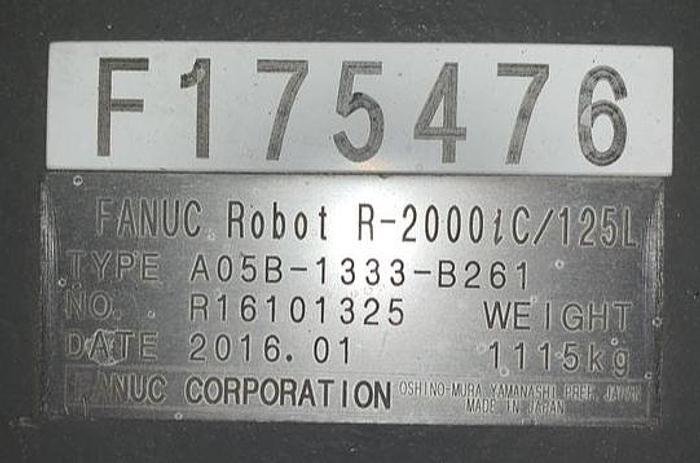 F175476
FANUC Robot R-2000iC/125L
TYPE A05B-1333-B261
NO. R16101325 WEIGHT
DATE 2016.01 1115kg
FANUC CORPORATION OSHINO-MURA YAMANASHI PREF. JAPAN
MADE IN JAPAN